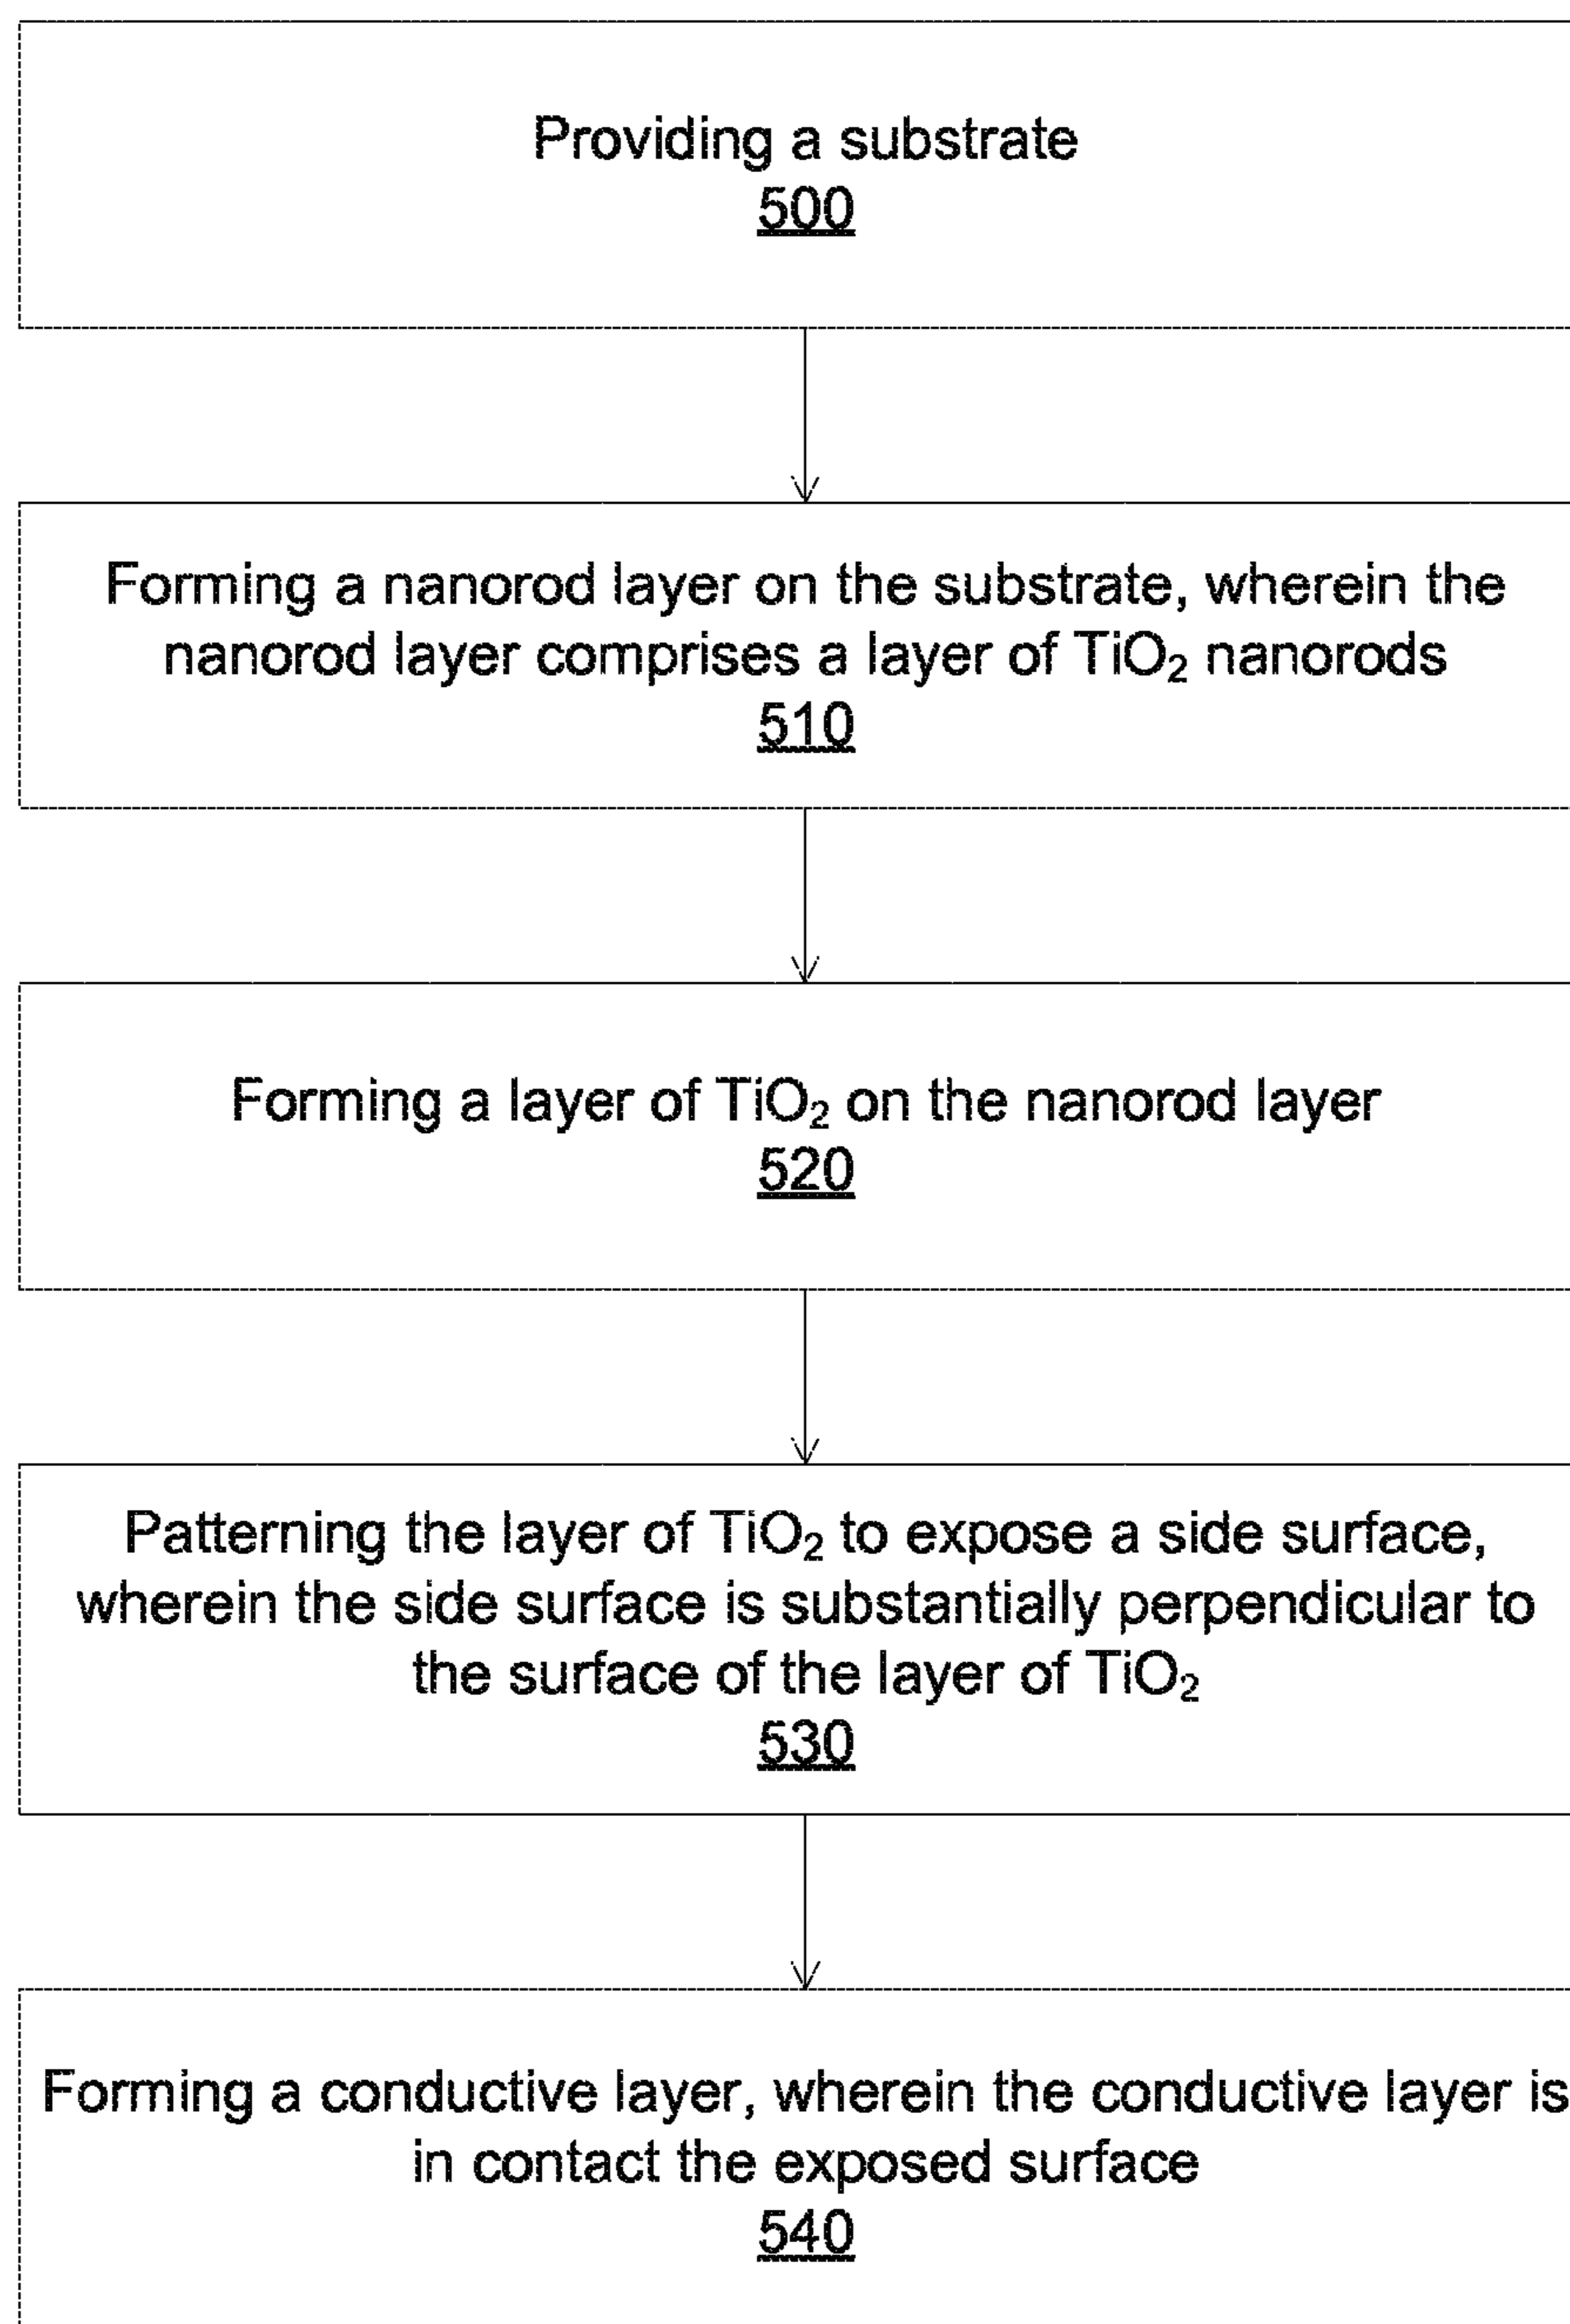 Providing a substrate
500
Forming a nanorod layer on the substrate, wherein the
nanorod layer comprises a layer of TiO₂ nanorods
510
Forming a layer of TiO₂ on the nanorod layer
520
Patterning the layer of TiO₂ to expose a side surface,
wherein the side surface is substantially perpendicular to
the surface of the layer of TiO₂
530
Forming a conductive layer, wherein the conductive layer is
in contact the exposed surface
540